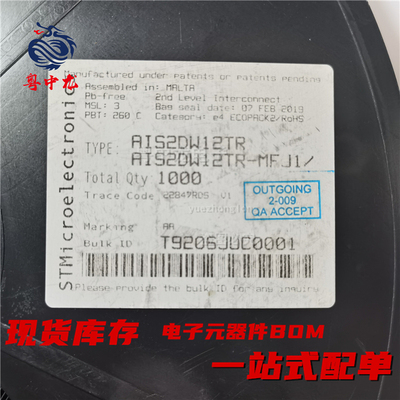 粤中龙
Manufactured under Patents or Patents Pending
Assembled in: MALTA
Pb-free 2nd Level Interconnect
MSL: 3 Bag seal date: 07 FEB 2019
PBT: 260 C Category: e4 ECOPACK2/RoHS
STMicroelectronics
TYPE: AIS2DW12TR
AIS2DW12TR-MFJ1/
Total Qty 1000
Trace Code 22847RDS V1
OUTGOING
2-009
QA ACCEPT
Marking AA
Bulk ID T9206JUC0001
Please provide the bulk ID for any inquiry
现货库存 电子元器件BOM
一站式配单